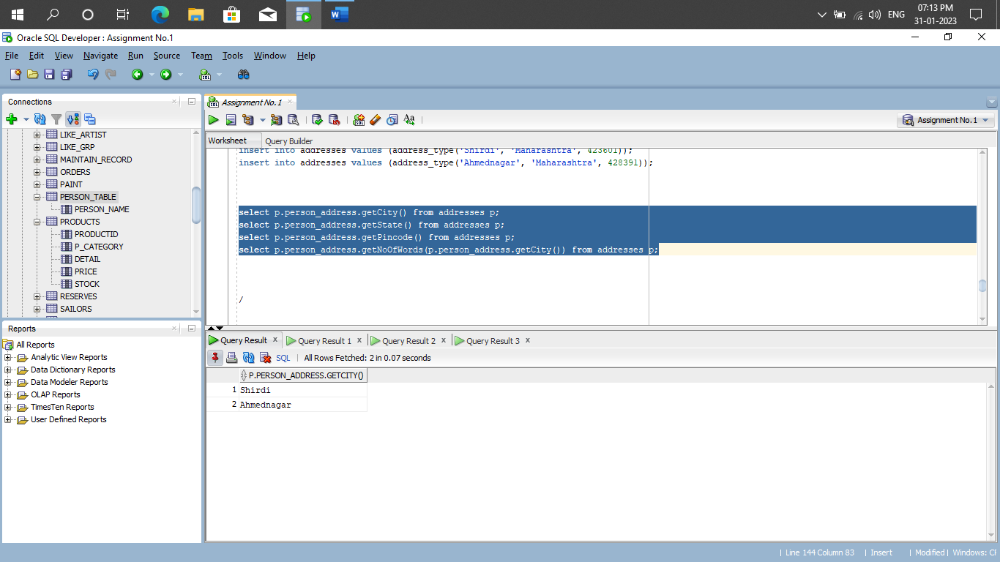 ENG
07:13 PM
31-01-2023
Oracle SQL Developer : Assignment No.1
File Edit View Navigate Run Source Team Tools Window Help
Connections
LIKE_ARTIST
LIKE_GRP
MAINTAIN_RECORD
ORDERS
PAINT
PERSON_TABLE
PERSON_NAME
PRODUCTS
PRODUCTID
P_CATEGORY
DETAIL
PRICE
STOCK
RESERVES
SAILORS
Reports
All Reports
Analytic View Reports
Data Dictionary Reports
Data Modeler Reports
OLAP Reports
TimesTen Reports
User Defined Reports
Assignment No.1
Aa
Assignment No.1
Worksheet Query Builder
insert into addresses values (address_type('Shirdi', 'Maharashtra', 423601));
insert into addresses values (address_type('Ahmednagar', 'Maharashtra', 428391));
select p.person_address.getCity() from addresses p;
select p.person_address.getState() from addresses p;
select p.person_address.getPincode() from addresses p;
select p.person_address.getNoOfWords(p.person_address.getCity()) from addresses p;
/
Query Result x Query Result 1 x Query Result 2 x Query Result 3 x
SQL | All Rows Fetched: 2 in 0.07 seconds
P.PERSON_ADDRESS.GETCITY()
1 Shirdi
2 Ahmednagar
| Line 144 Column 83 | Insert | Modified | Windows: CF